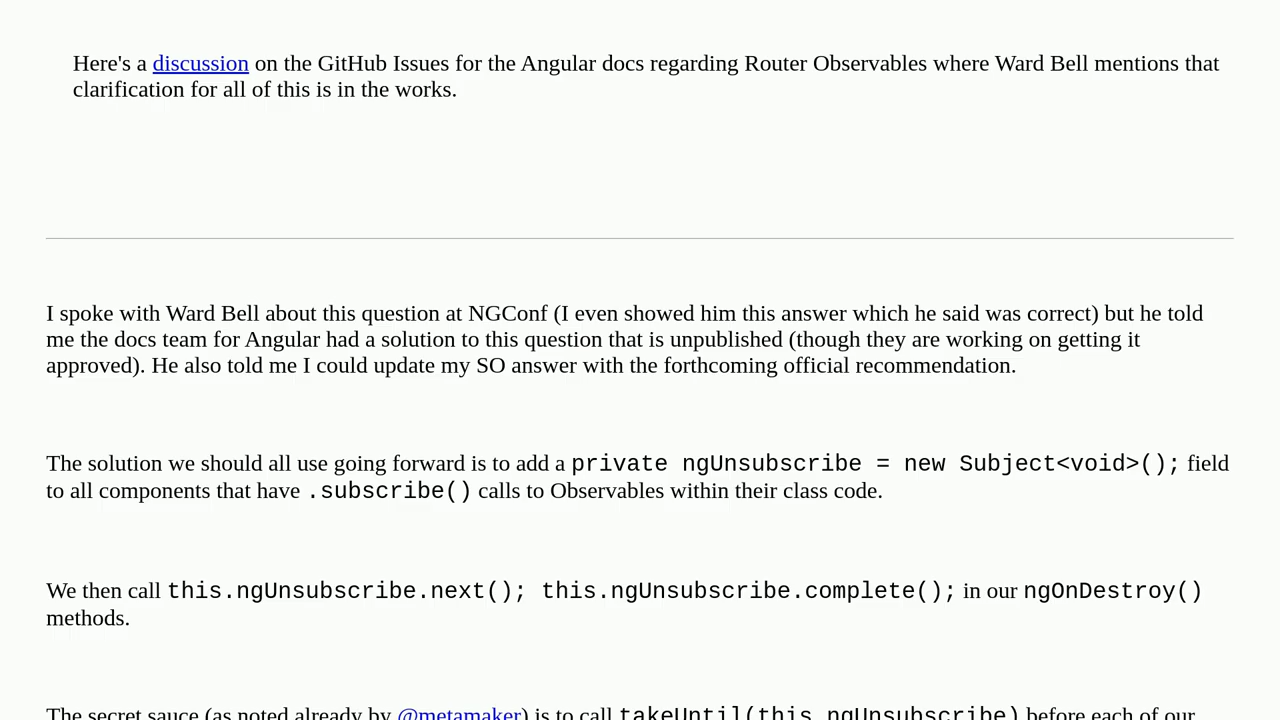 Here's a discussion on the GitHub Issues for the Angular docs regarding Router Observables where Ward Bell mentions that
clarification for all of this is in the works.
I spoke with Ward Bell about this question at NGConf (I even showed him this answer which he said was correct) but he told
me the docs team for Angular had a solution to this question that is unpublished (though they are working on getting it
approved). He also told me I could update my SO answer with the forthcoming official recommendation.
The solution we should all use going forward is to add a private ngUnsubscribe = new Subject<void>(); field
to all components that have .subscribe() calls to Observables within their class code.
We then call this.ngUnsubscribe.next(); this.ngUnsubscribe.complete(); in our ngOnDestroy()
methods.
The secret sauce (as noted already by @metamaker) is to call takeUntil(this.ngUnsubscribe) before each of our